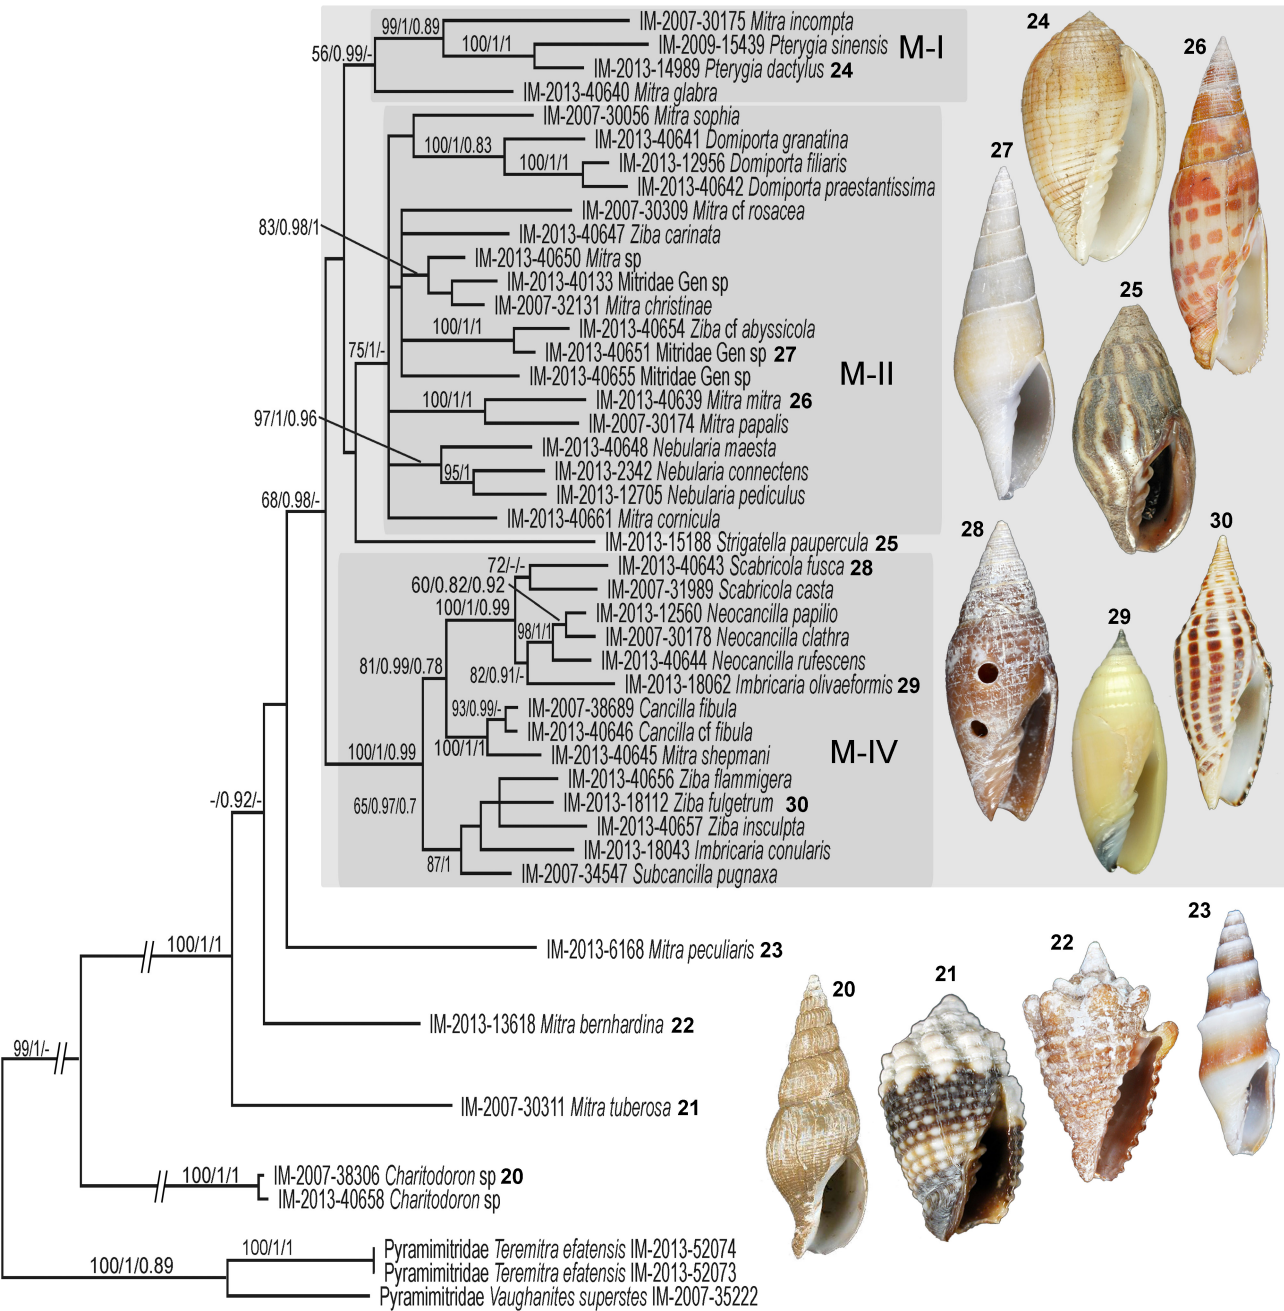 IM-2007-30175 Mitra incompta
24
99/1/0.89
IM-2009-15439 Pterygia sinensis
M-I
100/1/1
26
56/0.99/-
IM-2013-14989 Pterygia dactylus 24
IM-2013-40640 Mitra glabra
IM-2007-30056 Mitra sophia
IM-2013-40641 Domiporta granatina
100/1/0.83
27
IM-2013-12956 Domiporta filiaris
100/1/1
IM-2013-40642 Domiporta praestantissima
IM-2007-30309 Mitra cf rosacea
83/0.98/1
IM-2013-40647 Ziba carinata
IM-2013-40650 Mitra sp
IM-2013-40133 Mitridae Gen sp
25
IM-2007-32131 Mitra christinae
100/1/1
IM-2013-40654 Ziba cf abyssicola
75/1/-
IM-2013-40651 Mitridae Gen sp 27
IM-2013-40655 Mitridae Gen sp
M-II
100/1/1
IM-2013-40639 Mitra mitra 26
97/1/0.96
IM-2007-30174 Mitra papalis
IM-2013-40648 Nebularia maesta
95/1
IM-2013-2342 Nebularia connectens
IM-2013-12705 Nebularia pediculus
68/0.98/-
IM-2013-40661 Mitra cornicula
28
30
IM-2013-15188 Strigatella paupercula 25
72/-/-
IM-2013-40643 Scabricola fusca 28
60/0.82/0.92
IM-2007-31989 Scabricola casta
100/1/0.99
IM-2013-12560 Neocancilla papilio
29
98/1/1
IM-2007-30178 Neocancilla clathra
81/0.99/0.78
IM-2013-40644 Neocancilla rufescens
82/0.91/-
IM-2013-18062 Imbricaria olivaeformis 29
93/0.99/-
IM-2007-38689 Cancilla fibula
IM-2013-40646 Cancilla cf fibula
100/1/1
100/1/0.99
IM-2013-40645 Mitra shepmani
M-IV
IM-2013-40656 Ziba flammigera
-/0.92/-
65/0.97/0.7
IM-2013-18112 Ziba fulgetrum 30
IM-2013-40657 Ziba insculpta
IM-2013-18043 Imbricaria conularis
87/1
IM-2007-34547 Subcancilla pugnaxa
23
100/1/1
IM-2013-6168 Mitra peculiaris 23
22
21
20
IM-2013-13618 Mitra bernhardina 22
99/1/-
IM-2007-30311 Mitra tuberosa 21
100/1/1
IM-2007-38306 Charitodoron sp 20
IM-2013-40658 Charitodoron sp
100/1/1
Pyramimitridae Teremitra efatensis IM-2013-52074
100/1/0.89
Pyramimitridae Teremitra efatensis IM-2013-52073
Pyramimitridae Vaughanites superstes IM-2007-35222